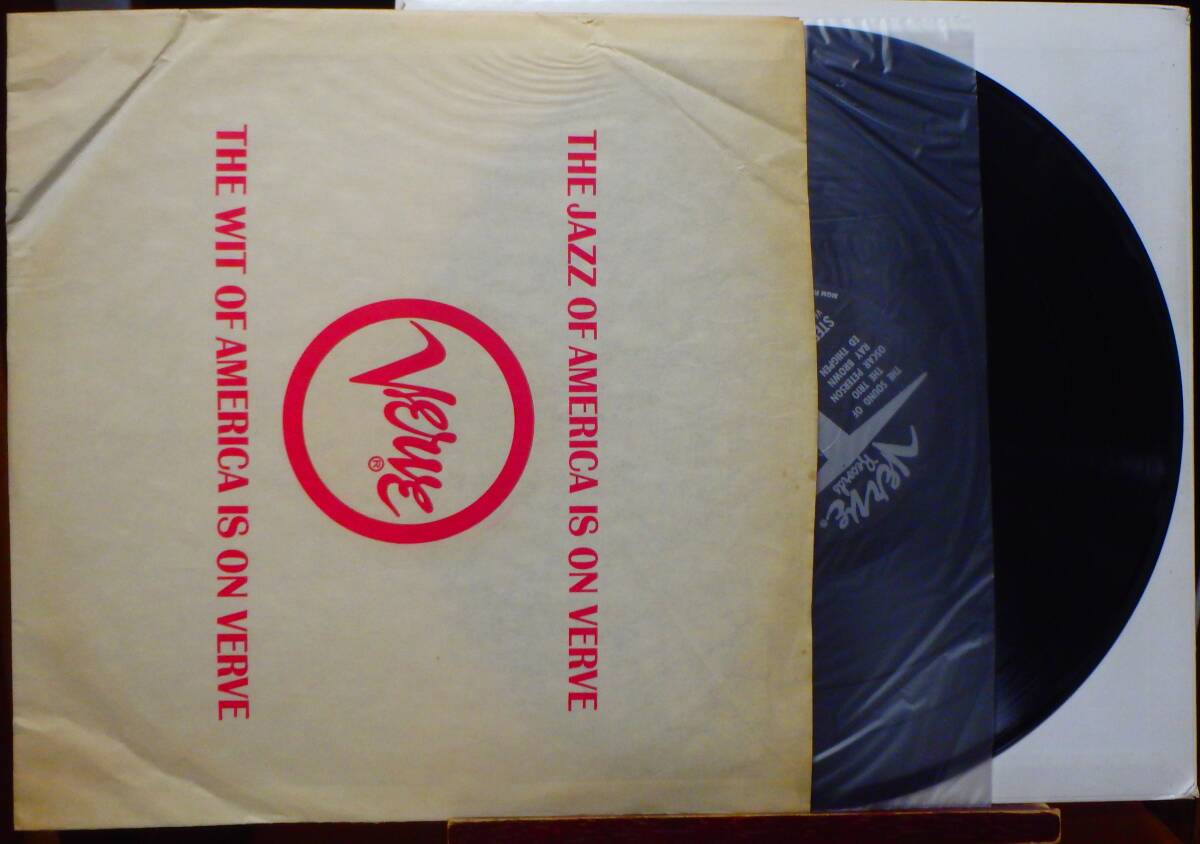 THE JAZZ OF AMERICA IS ON VERVE
VERVE
®
THE WIT OF AMERICA IS ON VERVE
Verve
Records
THE SOUND OF
THE TRIO
OSCAR PETERSON
RAY BROWN
ED THIGPEN
MGM